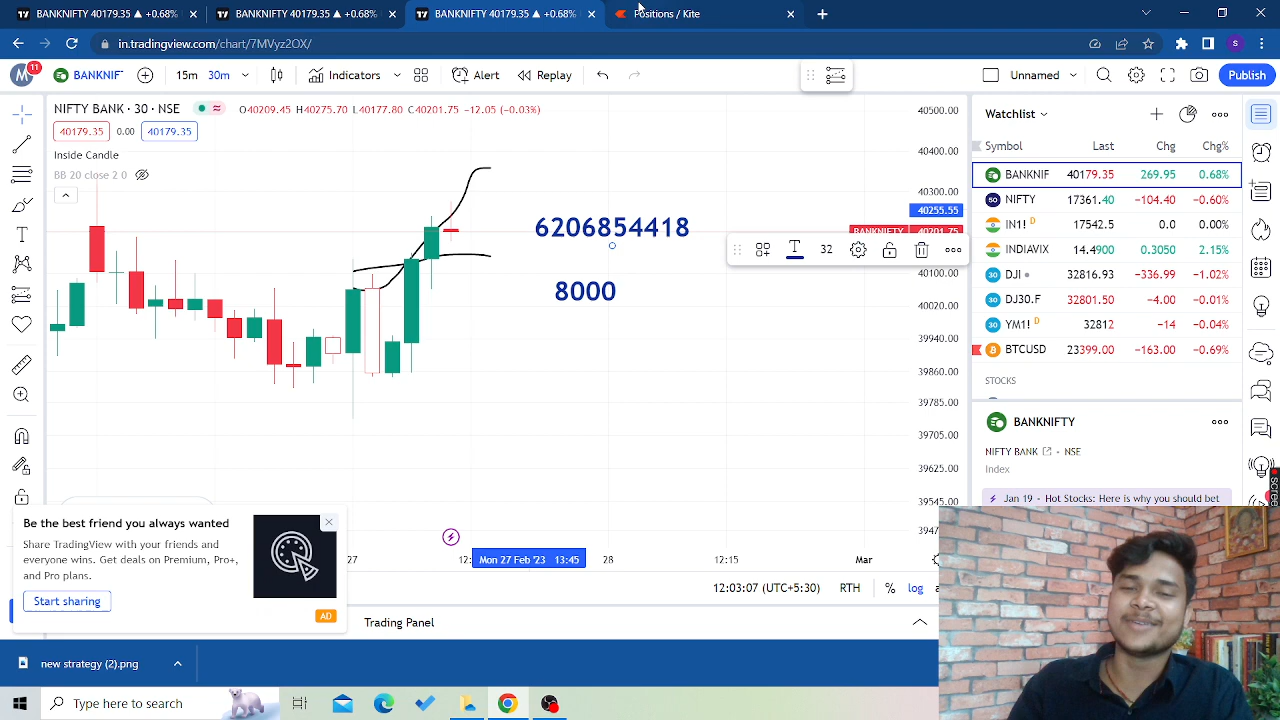 BANKNIFTY 40179.35 ▲ +0.68%
BANKNIFTY 40179.35 ▲ +0.68%
BANKNIFTY 40179.35 ▲ +0.68%
Positions / Kite
in.tradingview.com/chart/7MVyz2OX/
S
M
11
BANKNIF
15m
30m
Indicators
Alert
Replay
Unnamed
Publish
NIFTY BANK · 30 · NSE
O40209.45 H40275.70 L40177.80 C40201.75 -12.05 (-0.03%)
40179.35
0.00
40179.35
Inside Candle
BB 20 close 2 0
6206854418
8000
32
40500.00
40400.00
40300.00
40255.55
BANKNIFTY
40201.75
40100.00
40020.00
39940.00
39860.00
39785.00
39705.00
39625.00
39545.00
3947
Watchlist
Symbol Last Chg Chg%
BANKNIF 40179.35 269.95 0.68%
50 NIFTY 17361.40 -104.40 -0.60%
IN1! D 17542.5 0.0 0.00%
INDIAVIX 14.4900 0.3050 2.15%
30 DJI 32816.93 -336.99 -1.02%
30 DJ30.F 32801.50 -4.00 -0.01%
30 YM1! D 32812 -14 -0.04%
BTCUSD 23399.00 -163.00 -0.69%
STOCKS
BANKNIFTY
NIFTY BANK · NSE
Index
Jan 19 - Hot Stocks: Here is why you should bet
Be the best friend you always wanted
Share TradingView with your friends and
everyone wins. Get deals on Premium, Pro+,
and Pro plans.
Start sharing
AD
27
12:
Mon 27 Feb '23 13:45
28
12:15
Mar
12:03:07 (UTC+5:30)
RTH
%
log
a
Trading Panel
scree
new strategy (2).png
Type here to search